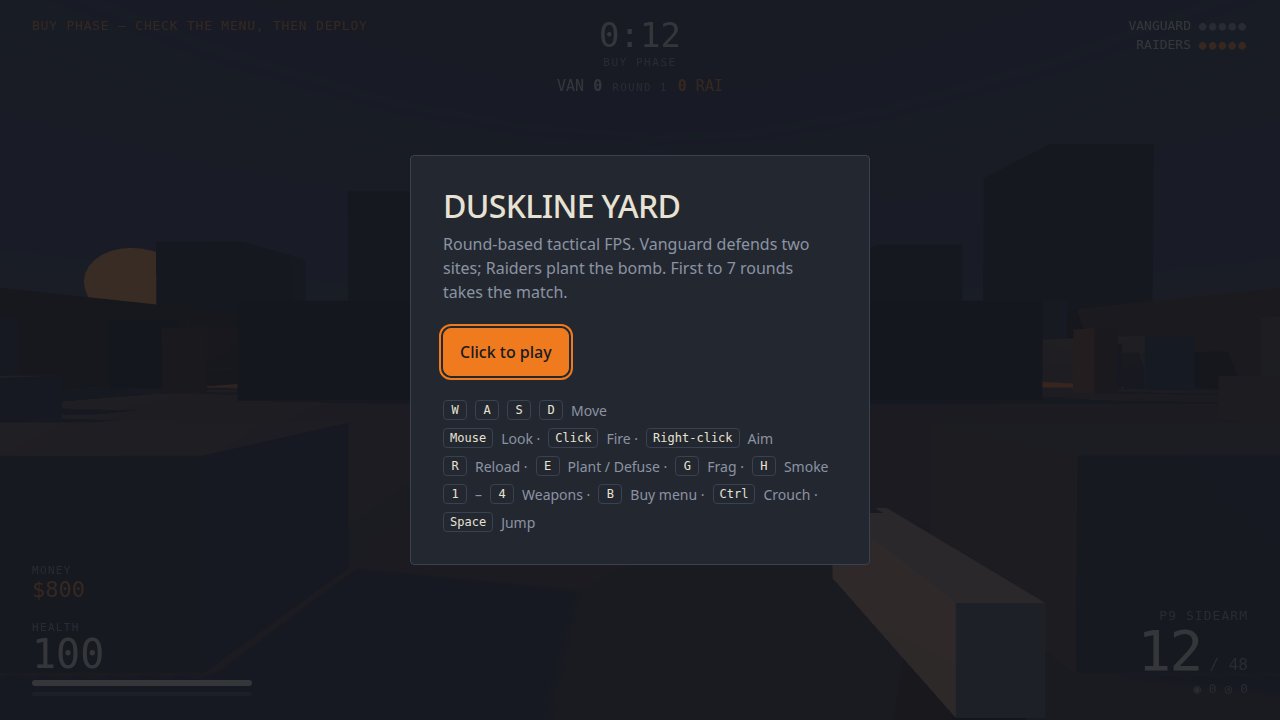 BUY PHASE — CHECK THE MENU, THEN DEPLOY
0:12
BUY PHASE
VAN 0 ROUND 1 0 RAI
VANGUARD
RAIDERS
DUSKLINE YARD
Round-based tactical FPS. Vanguard defends two
sites; Raiders plant the bomb. First to 7 rounds
takes the match.
Click to play
W A S D Move
Mouse Look · Click Fire · Right-click Aim
R Reload · E Plant / Defuse · G Frag · H Smoke
1 – 4 Weapons · B Buy menu · Ctrl Crouch ·
Space Jump
MONEY
$800
HEALTH
100
P9 SIDEARM
12 / 48
◉ 0 ◎ 0